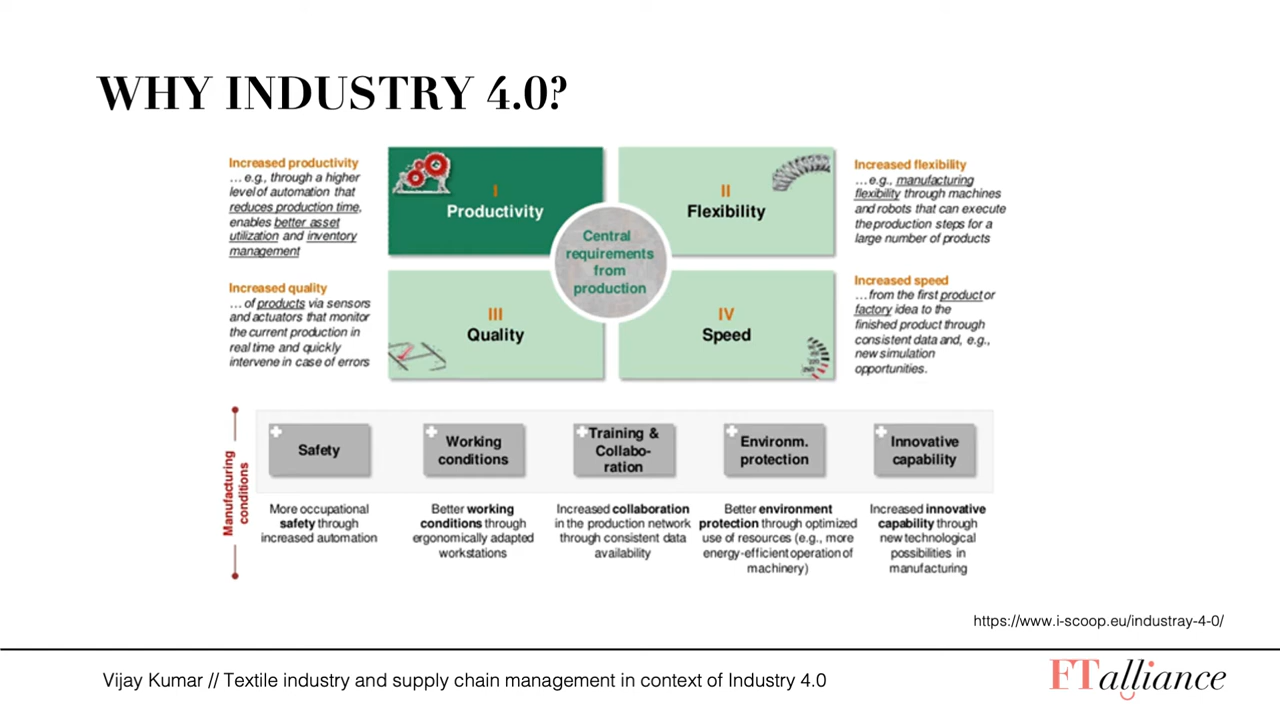 WHY INDUSTRY 4.0?
Increased productivity
… e.g., through a higher
level of automation that
reduces production time,
enables better asset
utilization and inventory
management
I
Productivity
II
Flexibility
Increased flexibility
… e.g., manufacturing
flexibility through machines
and robots that can execute
the production steps for a
large number of products
Central
requirements
from
production
Increased quality
… of products via sensors
and actuators that monitor
the current production in
real time and quickly
intervene in case of errors
III
Quality
IV
Speed
Increased speed
… from the first product or
factory idea to the
finished product through
consistent data and, e.g.,
new simulation
opportunities.
Manufacturing
conditions
Safety
Working
conditions
Training &
Collabo-
ration
Environm.
protection
Innovative
capability
More occupational
safety through
increased automation
Better working
conditions through
ergonomically adapted
workstations
Increased collaboration
in the production network
through consistent data
availability
Better environment
protection through optimized
use of resources (e.g., more
energy-efficient operation of
machinery)
Increased innovative
capability through
new technological
possibilities in
manufacturing
https://www.i-scoop.eu/industray-4-0/
Vijay Kumar // Textile industry and supply chain management in context of Industry 4.0
FTalliance